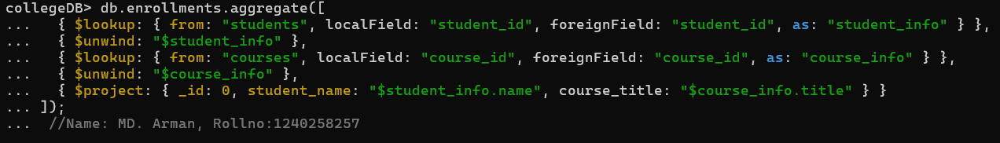 collegeDB> db.enrollments.aggregate([
...   { $lookup: { from: "students", localField: "student_id", foreignField: "student_id", as: "student_info" } },
...   { $unwind: "$student_info" },
...   { $lookup: { from: "courses", localField: "course_id", foreignField: "course_id", as: "course_info" } },
...   { $unwind: "$course_info" },
...   { $project: { _id: 0, student_name: "$student_info.name", course_title: "$course_info.title" } }
... ]);
...  //Name: MD. Arman, Rollno:1240258257